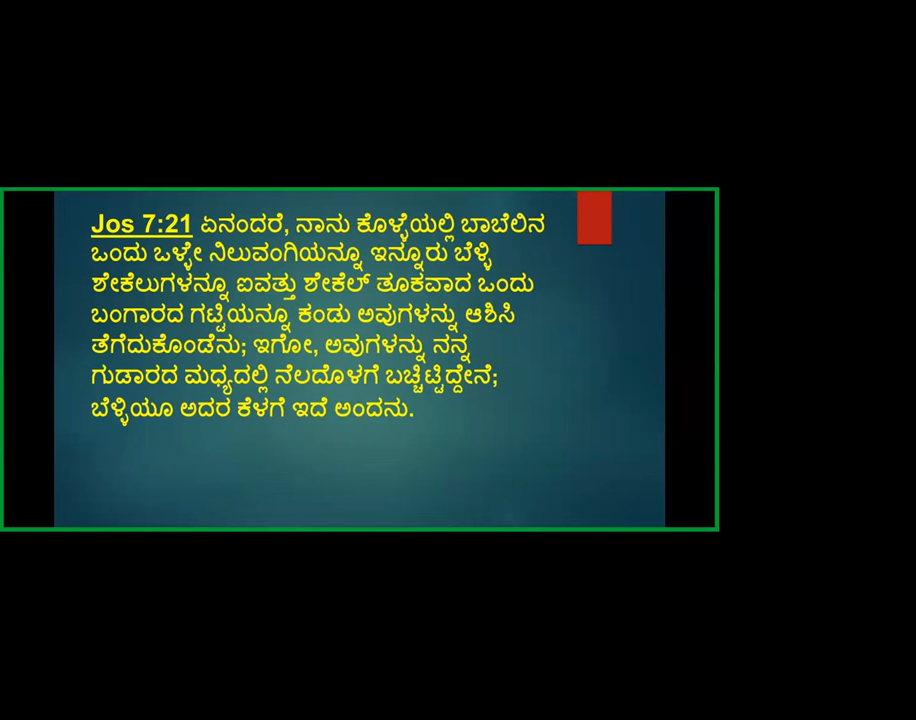 Jos 7:21 ಏನಂದರೆ, ನಾನು ಕೊಳ್ಳೆಯಲ್ಲಿ ಬಾಬೆಲಿನ
ಒಂದು ಒಳ್ಳೇ ನಿಲುವಂಗಿಯನ್ನೂ ಇನ್ನೂರು ಬೆಳ್ಳಿ
ಶೇಕೆಲುಗಳನ್ನೂ ಐವತ್ತು ಶೇಕೆಲ್ ತೂಕವಾದ ಒಂದು
ಬಂಗಾರದ ಗಟ್ಟಿಯನ್ನೂ ಕಂಡು ಅವುಗಳನ್ನು ಆಶಿಸಿ
ತೆಗೆದುಕೊಂಡೆನು; ಇಗೋ, ಅವುಗಳನ್ನು ನನ್ನ
ಗುಡಾರದ ಮಧ್ಯದಲ್ಲಿ ನೆಲದೊಳಗೆ ಬಚ್ಚಿಟ್ಟಿದ್ದೇನೆ;
ಬೆಳ್ಳಿಯೂ ಅದರ ಕೆಳಗೆ ಇದೆ ಅಂದನು.